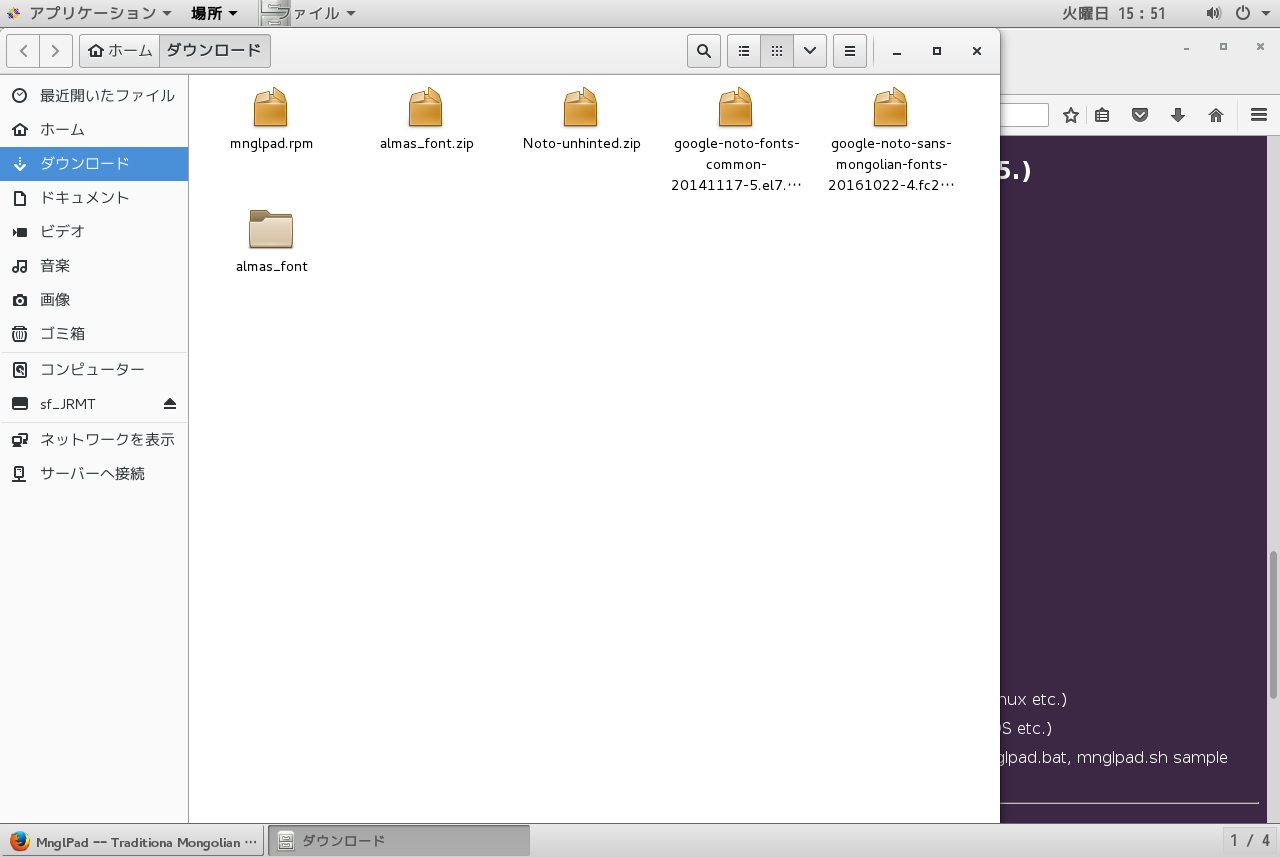 アプリケーション 場所 ファイル 火曜日 15：51
ホーム ダウンロード
最近開いたファイル
ホーム
ダウンロード
ドキュメント
ビデオ
音楽
画像
ゴミ箱
コンピューター
sf_JRMT
ネットワークを表示
サーバーへ接続
mnglpad.rpm
almas_font.zip
Noto-unhinted.zip
google-noto-fonts-
common-
20141117-5.el7.…
google-noto-sans-
mongolian-fonts-
20161022-4.fc2…
almas_font
5.)
nux etc.)
OS etc.)
glpad.bat, mnglpad.sh sample
MnglPad -- Traditiona Mongolian …
ダウンロード
1 / 4